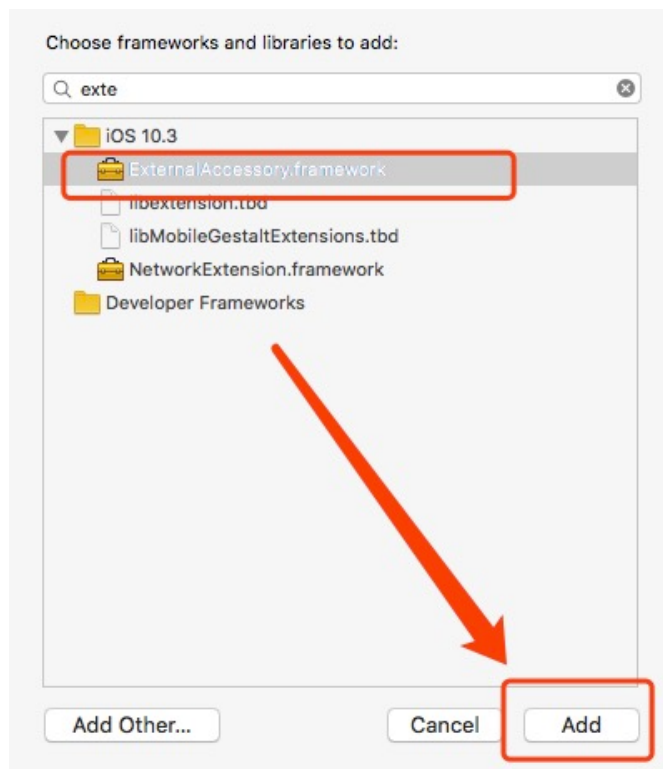 Choose frameworks and libraries to add:
exte
iOS 10.3
ExternalAccessory.framework
libextension.tbd
libMobileGestaltExtensions.tbd
NetworkExtension.framework
Developer Frameworks
Add Other... Cancel Add